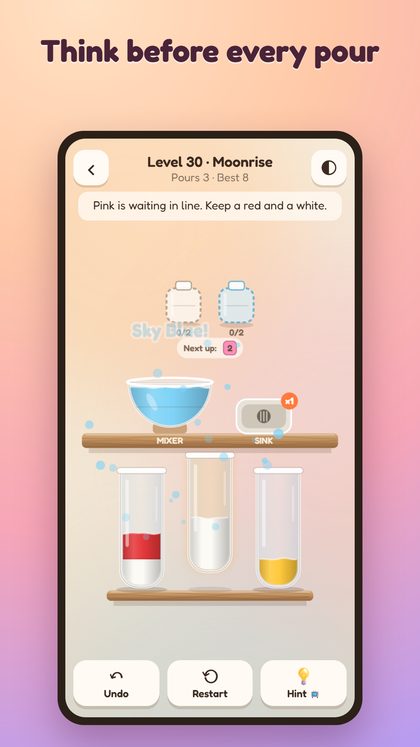 Think before every pour
Level 30 · Moonrise
Pours 3 · Best 8
Pink is waiting in line. Keep a red and a white.
Sky Blue!
0/2 0/2
Next up: 2
x1
MIXER SINK
Undo Restart Hint